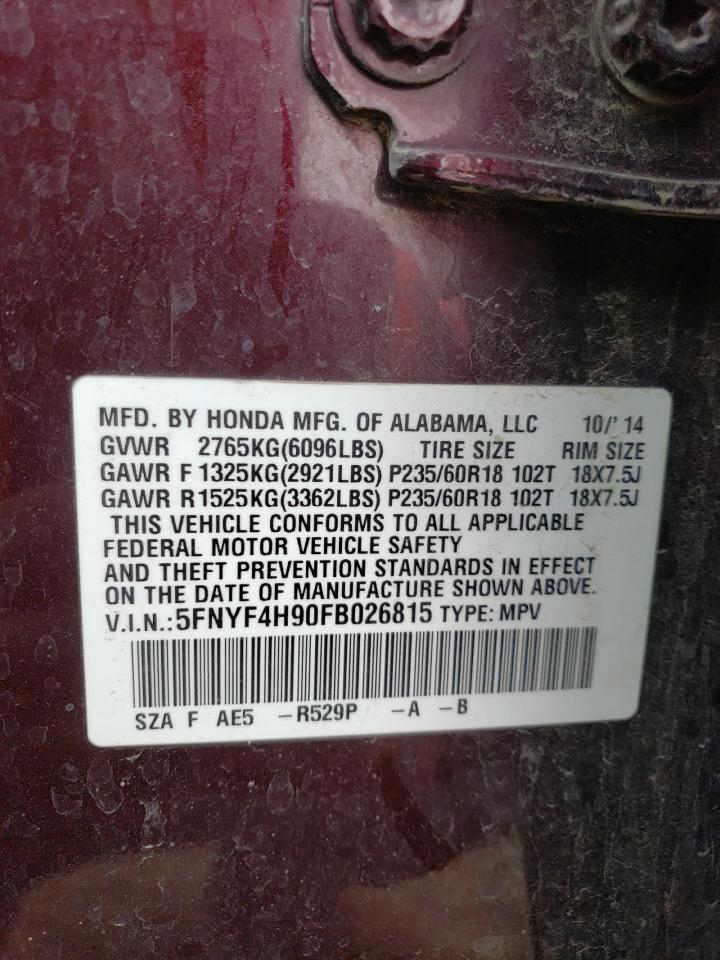 MFD. BY HONDA MFG. OF ALABAMA, LLC 10/'14
GVWR 2765KG(6096LBS) TIRE SIZE RIM SIZE
GAWR F 1325KG(2921LBS) P235/60R18 102T 18X7.5J
GAWR R1525KG(3362LBS) P235/60R18 102T 18X7.5J
THIS VEHICLE CONFORMS TO ALL APPLICABLE
FEDERAL MOTOR VEHICLE SAFETY
AND THEFT PREVENTION STANDARDS IN EFFECT
ON THE DATE OF MANUFACTURE SHOWN ABOVE.
V.I.N.:5FNYF4H90FB026815 TYPE: MPV
SZA F AE5 -R529P -A -B